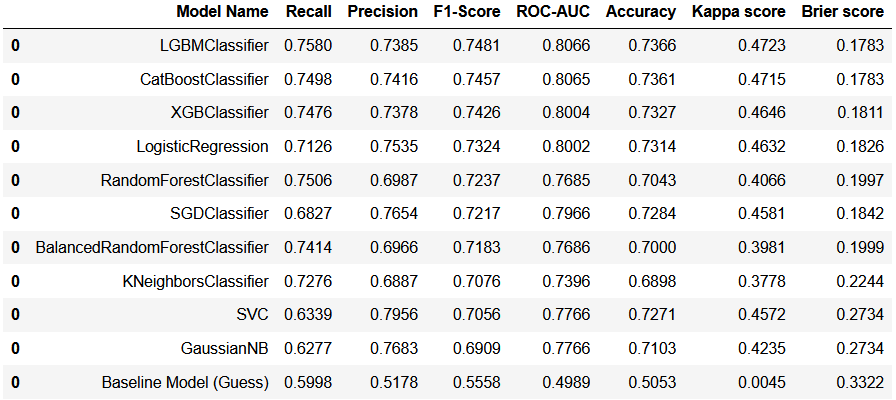 Model Name Recall Precision F1-Score ROC-AUC Accuracy Kappa score Brier score
0 LGBMClassifier 0.7580 0.7385 0.7481 0.8066 0.7366 0.4723 0.1783
0 CatBoostClassifier 0.7498 0.7416 0.7457 0.8065 0.7361 0.4715 0.1783
0 XGBClassifier 0.7476 0.7378 0.7426 0.8004 0.7327 0.4646 0.1811
0 LogisticRegression 0.7126 0.7535 0.7324 0.8002 0.7314 0.4632 0.1826
0 RandomForestClassifier 0.7506 0.6987 0.7237 0.7685 0.7043 0.4066 0.1997
0 SGDClassifier 0.6827 0.7654 0.7217 0.7966 0.7284 0.4581 0.1842
0 BalancedRandomForestClassifier 0.7414 0.6966 0.7183 0.7686 0.7000 0.3981 0.1999
0 KNeighborsClassifier 0.7276 0.6887 0.7076 0.7396 0.6898 0.3778 0.2244
0 SVC 0.6339 0.7956 0.7056 0.7766 0.7271 0.4572 0.2734
0 GaussianNB 0.6277 0.7683 0.6909 0.7766 0.7103 0.4235 0.2734
0 Baseline Model (Guess) 0.5998 0.5178 0.5558 0.4989 0.5053 0.0045 0.3322